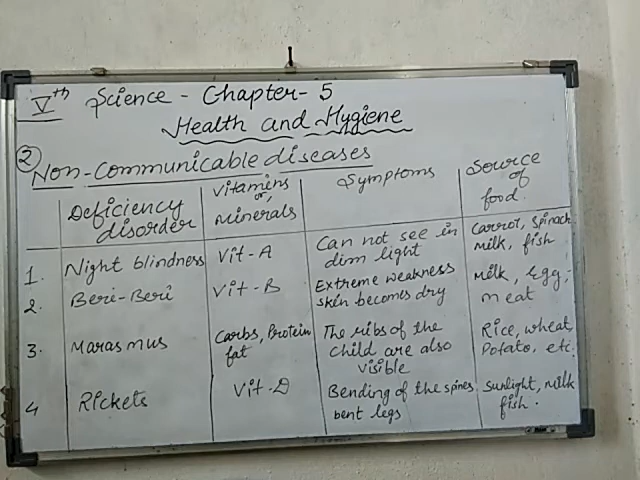 Vth Science - Chapter - 5
Health and Hygiene
② Non-Communicable diseases
Deficiency disorder Vitamins or, Minerals Symptoms Source of food.
1. Night blindness Vit-A Can not see in dim light Carrot, Spinach milk, fish
2. Beri-Beri Vit-B Extreme weakness skin becomes dry Milk, Egg, meat
3. Marasmus Carbs, Protein fat The ribs of the child are also visible Rice, wheat, Potato, etc.
4 Rickets Vit-D Bending of the spines bent legs Sunlight, milk fish.